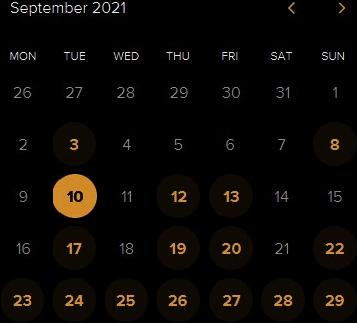 September 2021
MON TUE WED THU FRI SAT SUN
26 27 28 29 30 31 1
2 3 4 5 6 7 8
9 10 11 12 13 14 15
16 17 18 19 20 21 22
23 24 25 26 27 28 29